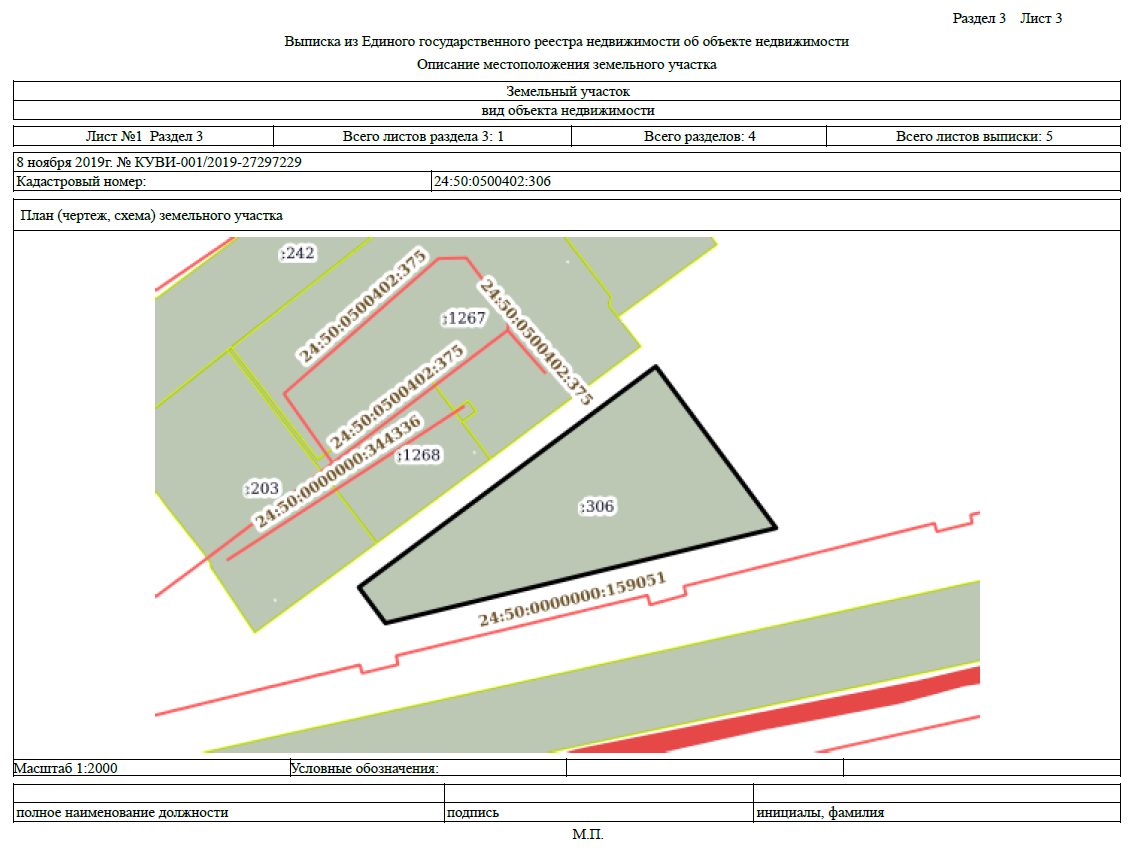 Раздел 3 Лист 3
Выписка из Единого государственного реестра недвижимости об объекте недвижимости
Описание местоположения земельного участка
Земельный участок
вид объекта недвижимости
Лист №1 Раздел 3 Всего листов раздела 3: 1 Всего разделов: 4 Всего листов выписки: 5
8 ноября 2019г. № КУВИ-001/2019-27297229
Кадастровый номер: 24:50:0500402:306
План (чертеж, схема) земельного участка
:242
24:50:0500402:375
24:50:0500402:375
:1267
24:50:0500402:375
24:50:0000000:344336
:1268
:203
:306
24:50:0000000:159051
Масштаб 1:2000 Условные обозначения:
полное наименование должности подпись инициалы, фамилия
М.П.